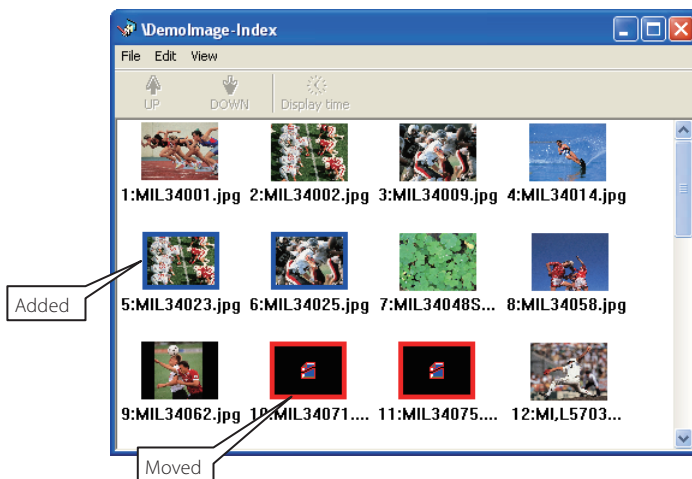 \DemoImage-Index
File Edit View
UP DOWN Display time
1:MIL34001.jpg 2:MIL34002.jpg 3:MIL34009.jpg 4:MIL34014.jpg
Added
5:MIL34023.jpg 6:MIL34025.jpg 7:MIL34048S... 8:MIL34058.jpg
9:MIL34062.jpg 10:MIL34071.... 11:MIL34075.... 12:MI,L5703...
Moved